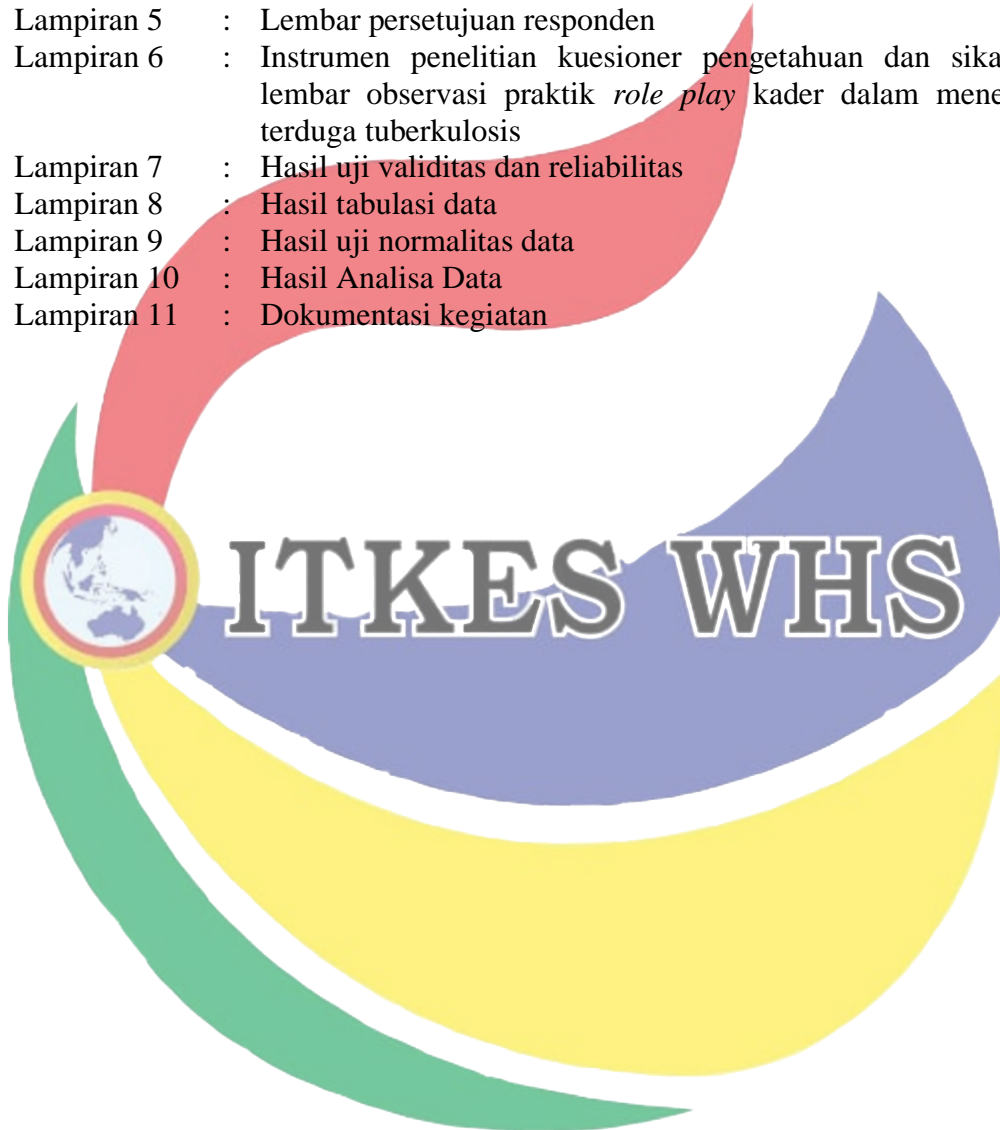 Lampiran 5 : Lembar persetujuan responden
Lampiran 6 : Instrumen penelitian kuesioner pengetahuan dan
lembar observasi praktik role play kader dalam
terduga tuberkulosis
Lampiran 7 : Hasil uji validitas dan reliabilitas
Lampiran 8 : Hasil tabulasi data
Lampiran 9 : Hasil uji normalitas data
Lampiran 10 : Hasil Analisa Data
Lampiran 11 : Dokumentasi kegiatan
ITKES WHS